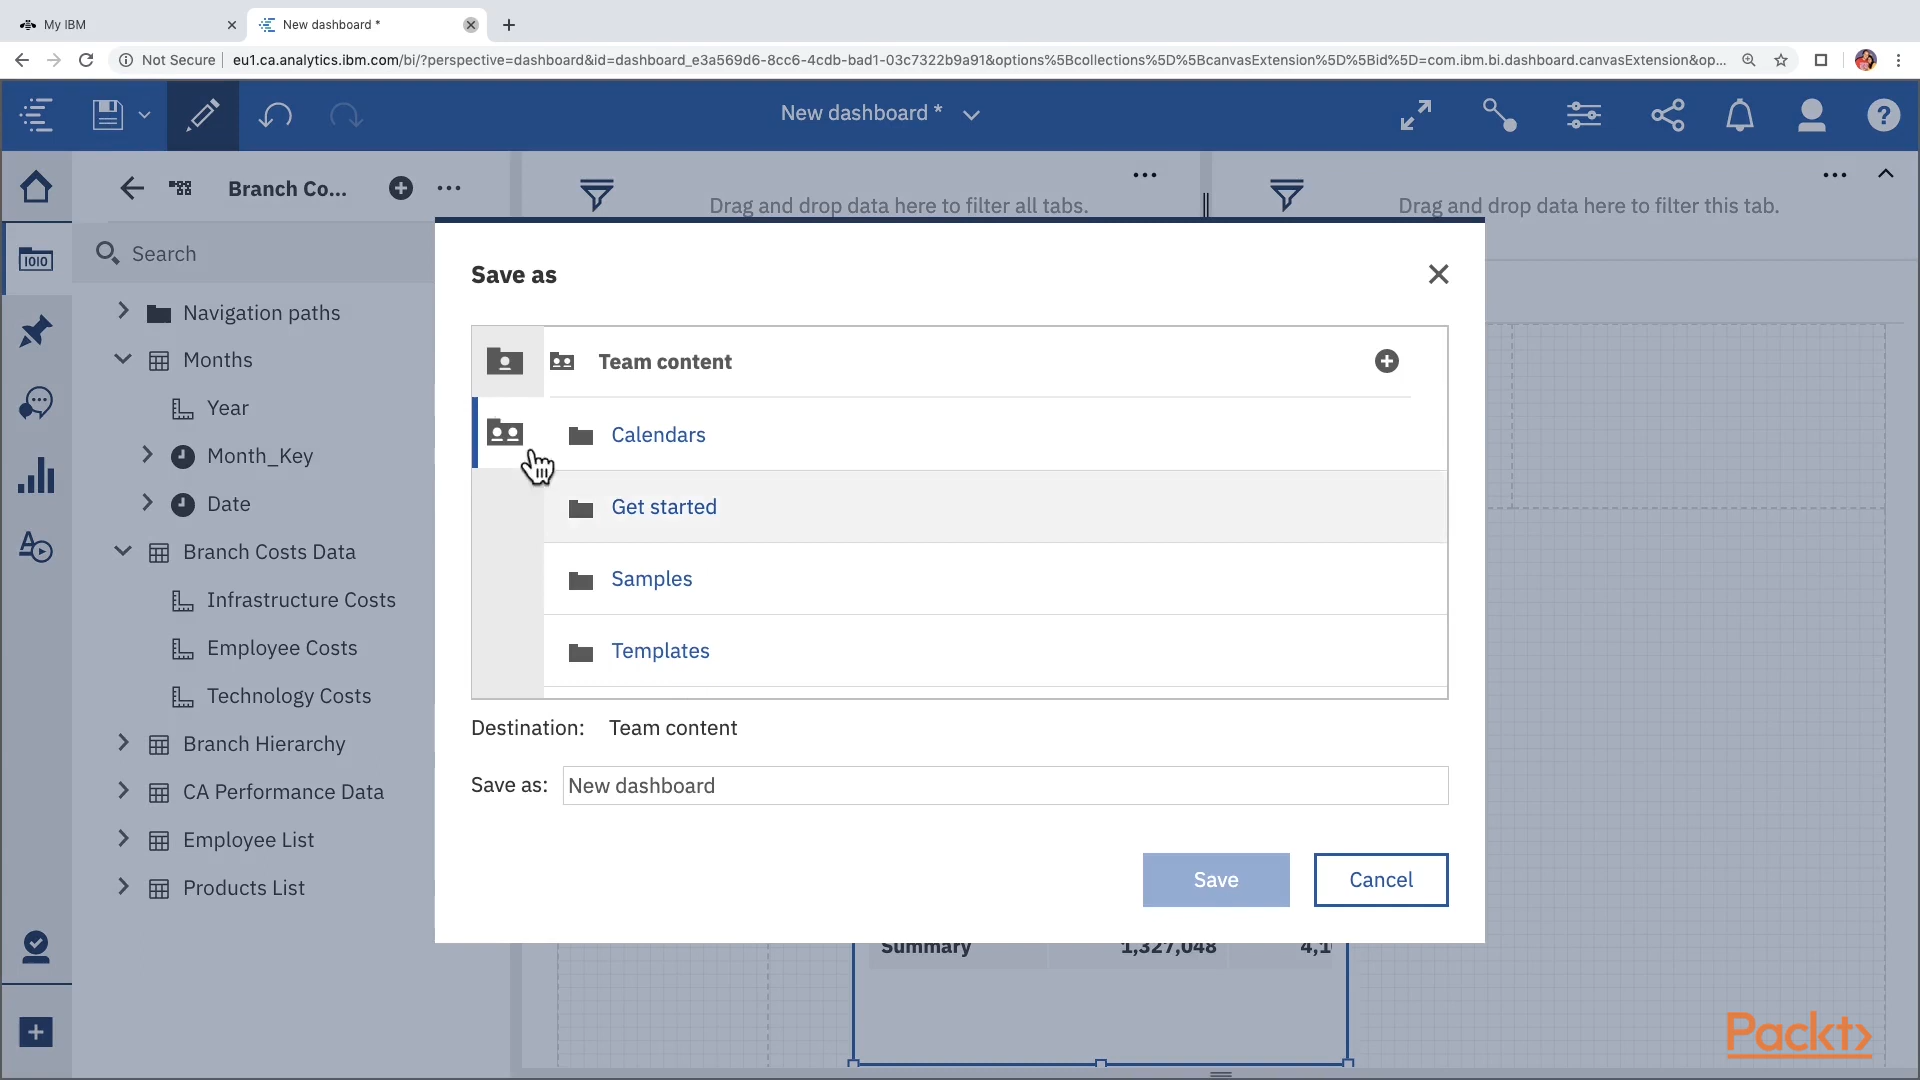 My IBM
New dashboard *
Not Secure
eu1.ca.analytics.ibm.com/bi/?perspective=dashboard&id=dashboard_e3a569d6-8cc6-4cdb-bad1-03c7322b9a91&options%5Bcollections%5D%5BcanvasExtension%5D%5Bid%5D=com.ibm.bi.dashboard.canvasExtension&op...
New dashboard *
Branch Co...
Drag and drop data here to filter all tabs.
Drag and drop data here to filter this tab.
Search
Navigation paths
Months
Year
Month_Key
Date
Branch Costs Data
Infrastructure Costs
Employee Costs
Technology Costs
Branch Hierarchy
CA Performance Data
Employee List
Products List
Save as
Team content
Calendars
Get started
Samples
Templates
Destination: Team content
Save as: New dashboard
Save
Cancel
Summary 1,327,048 4,1
Packt>